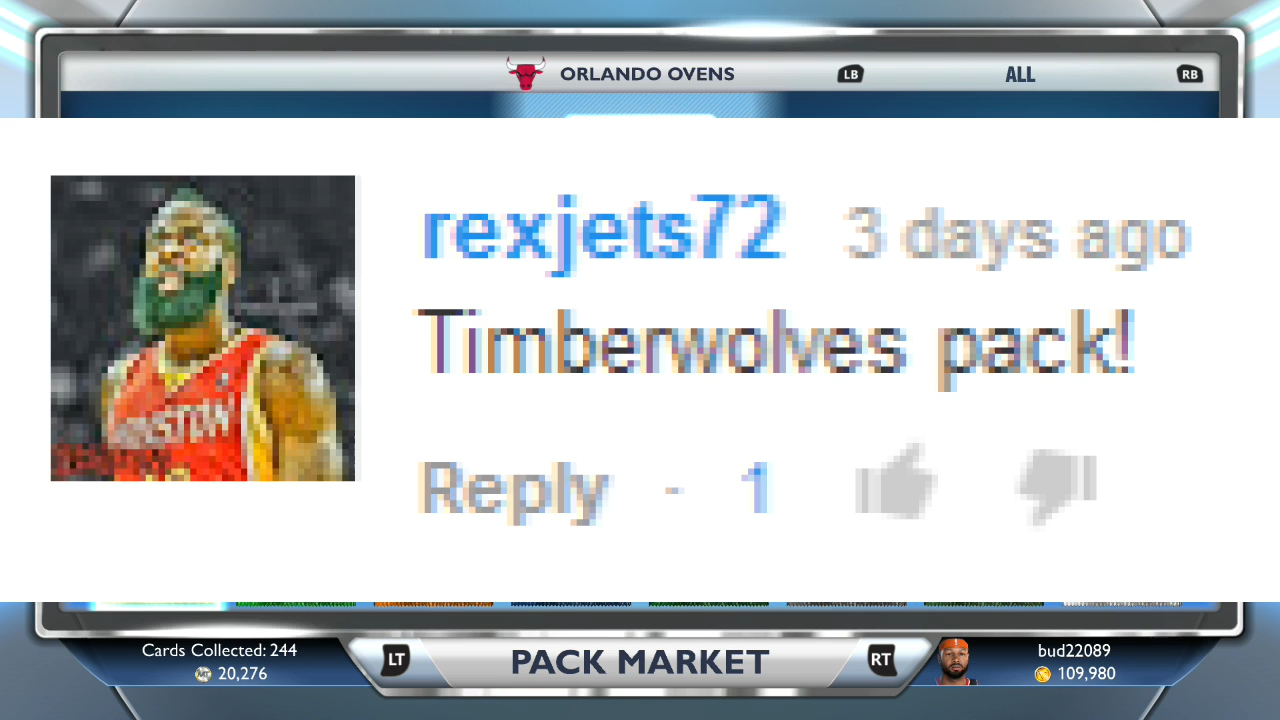 ORLANDO OVENS
LB
ALL
RB
rexjets72 3 days ago
Timberwolves pack!
Reply - 1
Cards Collected: 244
MT 20,276
LT
PACK MARKET
RT
bud22089
109,980